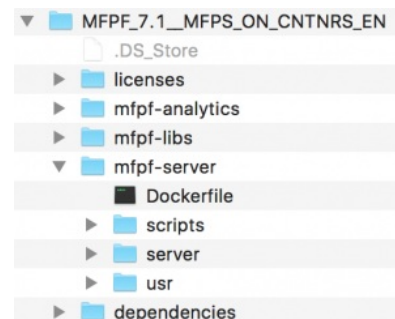 MFPF_7.1__MFPS_ON_CNTNRS_EN
.DS_Store
licenses
mfpf-analytics
mfpf-libs
mfpf-server
Dockerfile
scripts
server
usr
dependencies